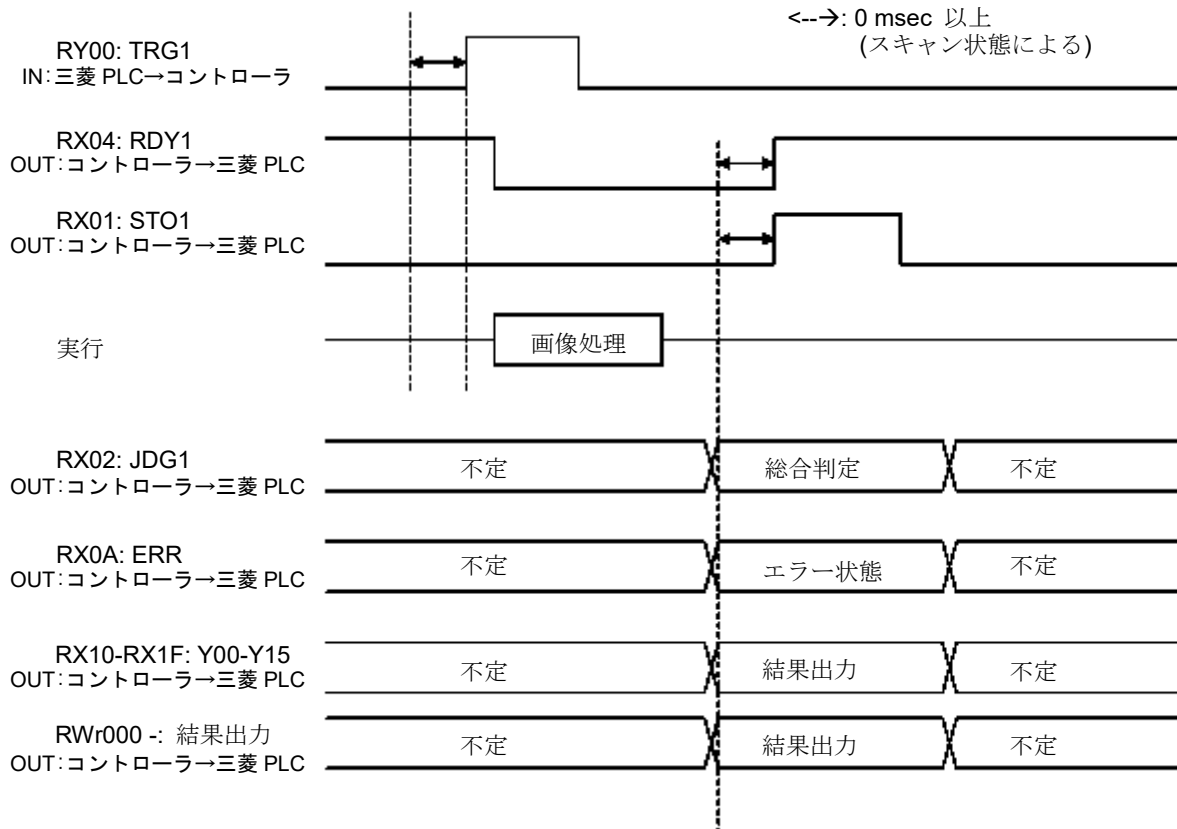 <--→: 0 msec 以上
(スキャン状態による)
RY00: TRG1
IN:三菱 PLC→コントローラ
RX04: RDY1
OUT:コントローラ→三菱 PLC
RX01: STO1
OUT:コントローラ→三菱 PLC
実行
画像処理
RX02: JDG1
OUT:コントローラ→三菱 PLC
不定
総合判定
不定
RX0A: ERR
OUT:コントローラ→三菱 PLC
不定
エラー状態
不定
RX10-RX1F: Y00-Y15
OUT:コントローラ→三菱 PLC
不定
結果出力
不定
RWr000 -: 結果出力
OUT:コントローラ→三菱 PLC
不定
結果出力
不定